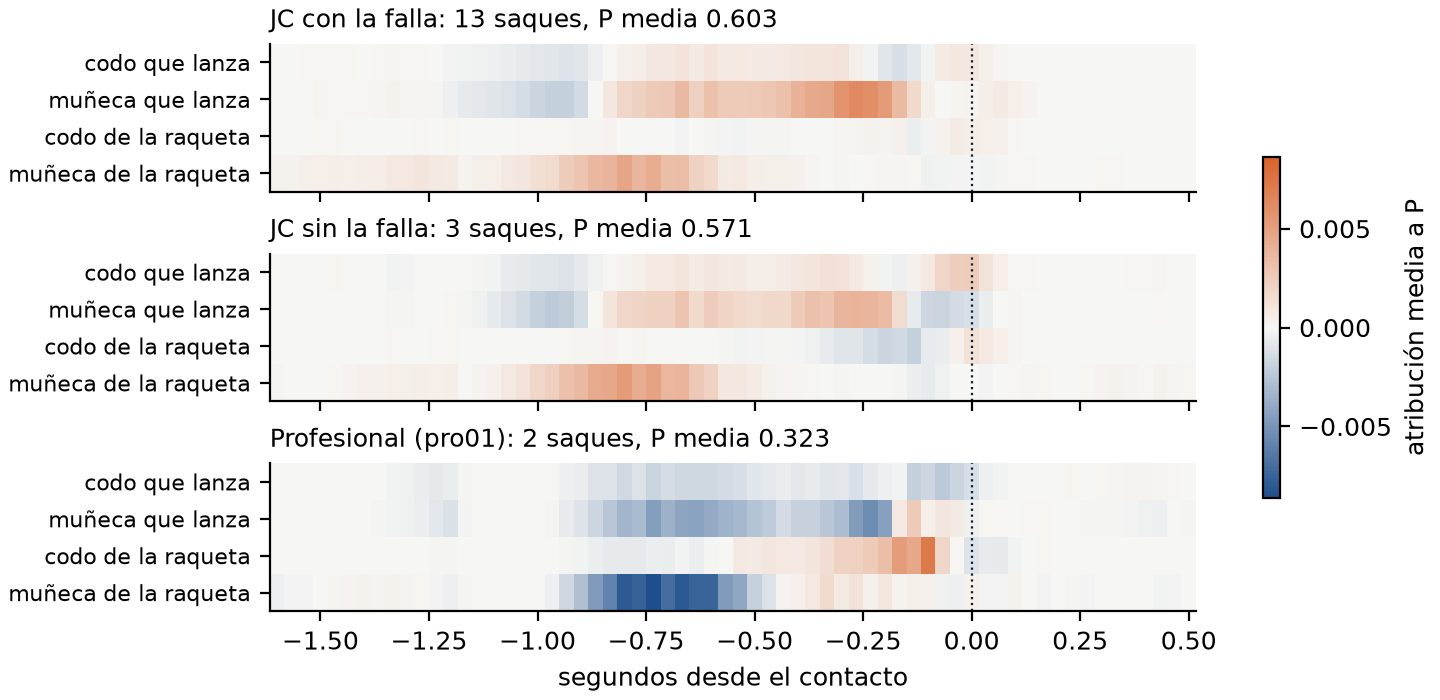 JC con la falla: 13 saques, P media 0.603
codo que lanza
muñeca que lanza
codo de la raqueta
muñeca de la raqueta
JC sin la falla: 3 saques, P media 0.571
codo que lanza
muñeca que lanza
codo de la raqueta
muñeca de la raqueta
Profesional (pro01): 2 saques, P media 0.323
codo que lanza
muñeca que lanza
codo de la raqueta
muñeca de la raqueta
−1.50 −1.25 −1.00 −0.75 −0.50 −0.25 0.00 0.25 0.50
segundos desde el contacto
0.005
0.000
−0.005
atribución media a P